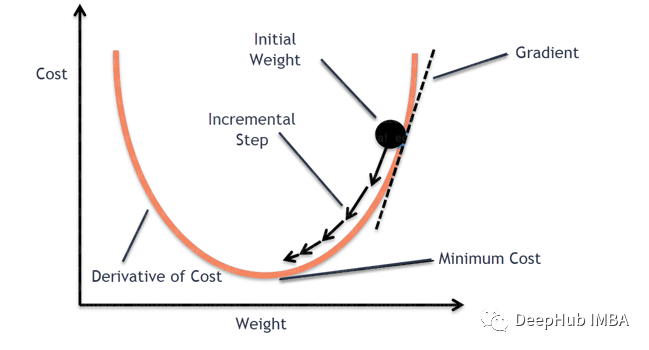 Initial
Weight
Gradient
Cost
Incremental
Step
Derivative of Cost
Minimum Cost
Weight
DeepHub IMBA